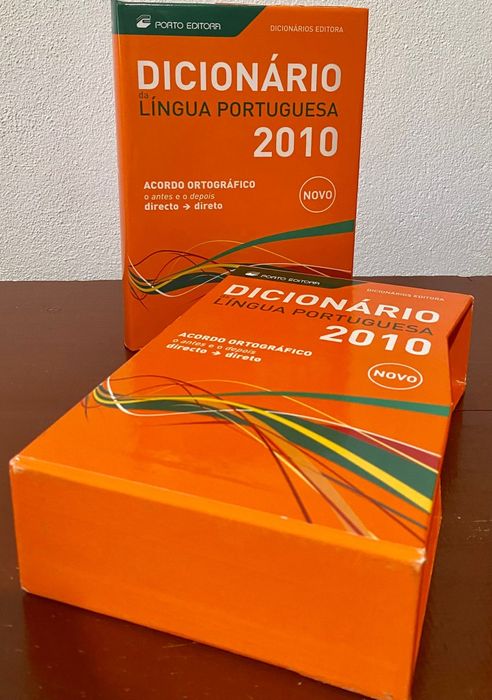 PORTO EDITORA
DICIONÁRIOS EDITORA
DICIONÁRIO
da
LÍNGUA PORTUGUESA
2010
ACORDO ORTOGRÁFICO
o antes e o depois
directo → direto
NOVO
PORTO EDITORA
DICIONÁRIOS EDITORA
DICIONÁRIO
da
LÍNGUA PORTUGUESA
2010
ACORDO ORTOGRÁFICO
o antes e o depois
directo → direto
NOVO